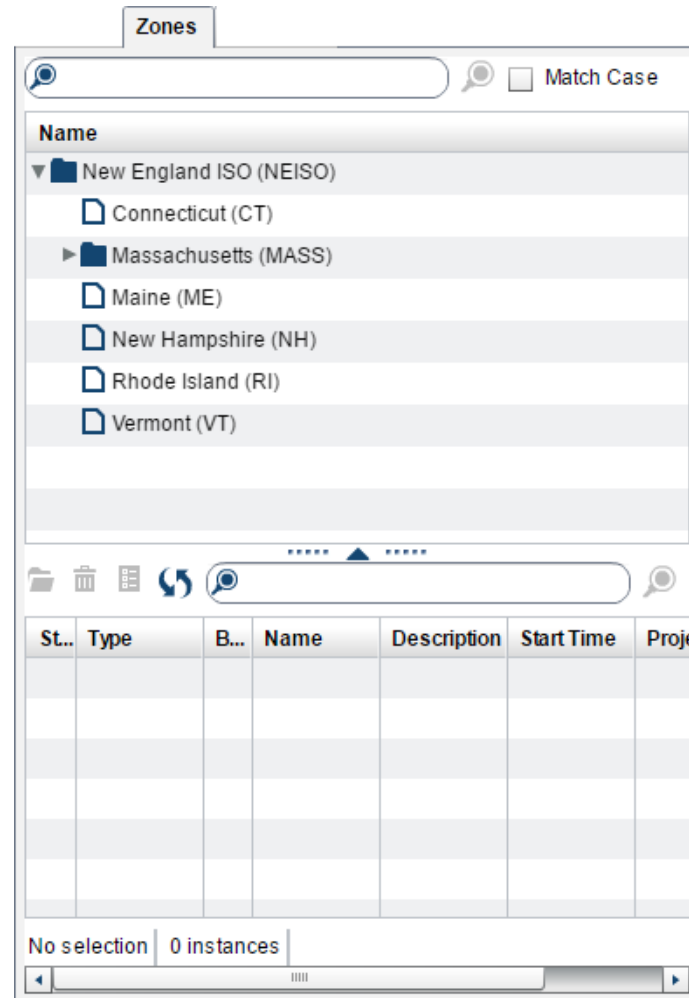 Zones
Match Case
Name
New England ISO (NEISO)
Connecticut (CT)
Massachusetts (MASS)
Maine (ME)
New Hampshire (NH)
Rhode Island (RI)
Vermont (VT)
St... Type B... Name Description Start Time Proje
No selection 0 instances